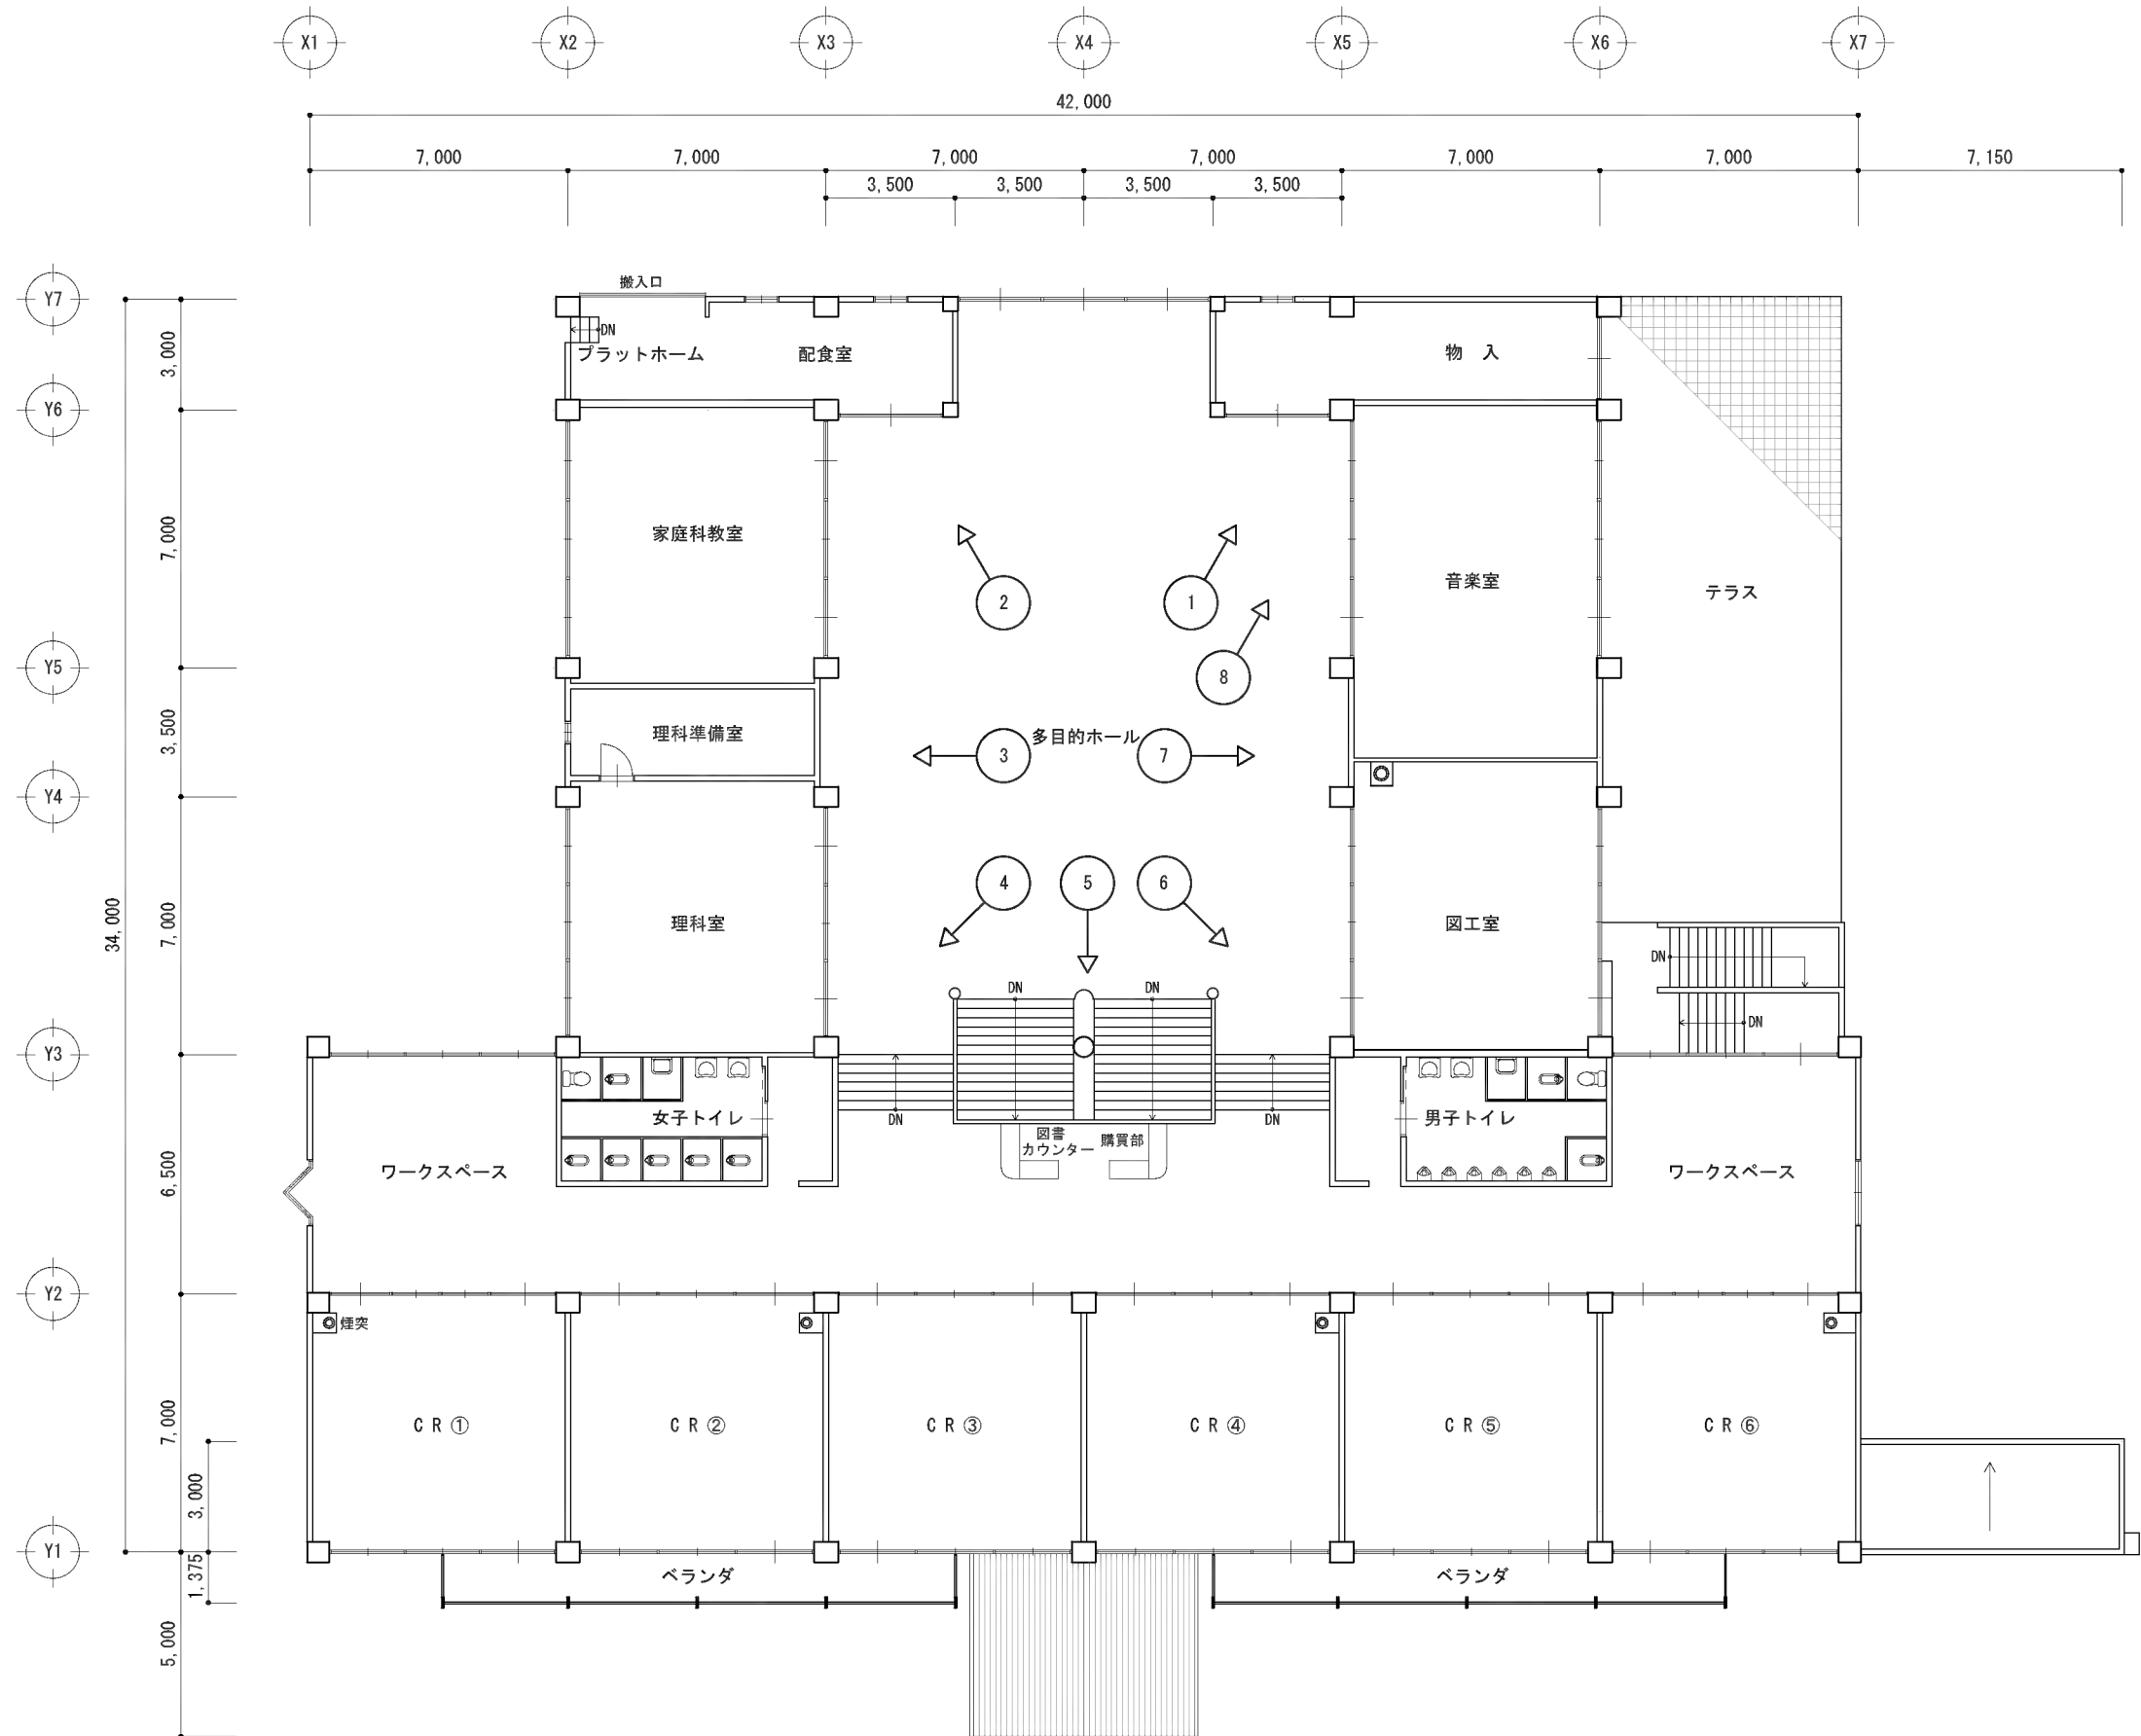 X1 X2 X3 X4 X5 X6 X7
42,000
7,000 7,000 7,000 7,000 7,000 7,000 7,150
3,500 3,500 3,500 3,500
搬入口
Y7
DN
3,000
プラットホーム 配食室 物 入
Y6
7,000
家庭科教室
音楽室
テラス
2 1
Y5
8
3,500
理科準備室
多目的ホール
3 7
Y4
4 5 6
34,000
7,000
理科室
図工室
DN
DN DN
DN
Y3
女子トイレ
男子トイレ
DN DN
図書
カウンター
購買部
6,500
ワークスペース
ワークスペース
Y2
煙突
7,000
CR① CR② CR③ CR④ CR⑤ CR⑥
3,000
Y1
1,375
ベランダ ベランダ
5,000